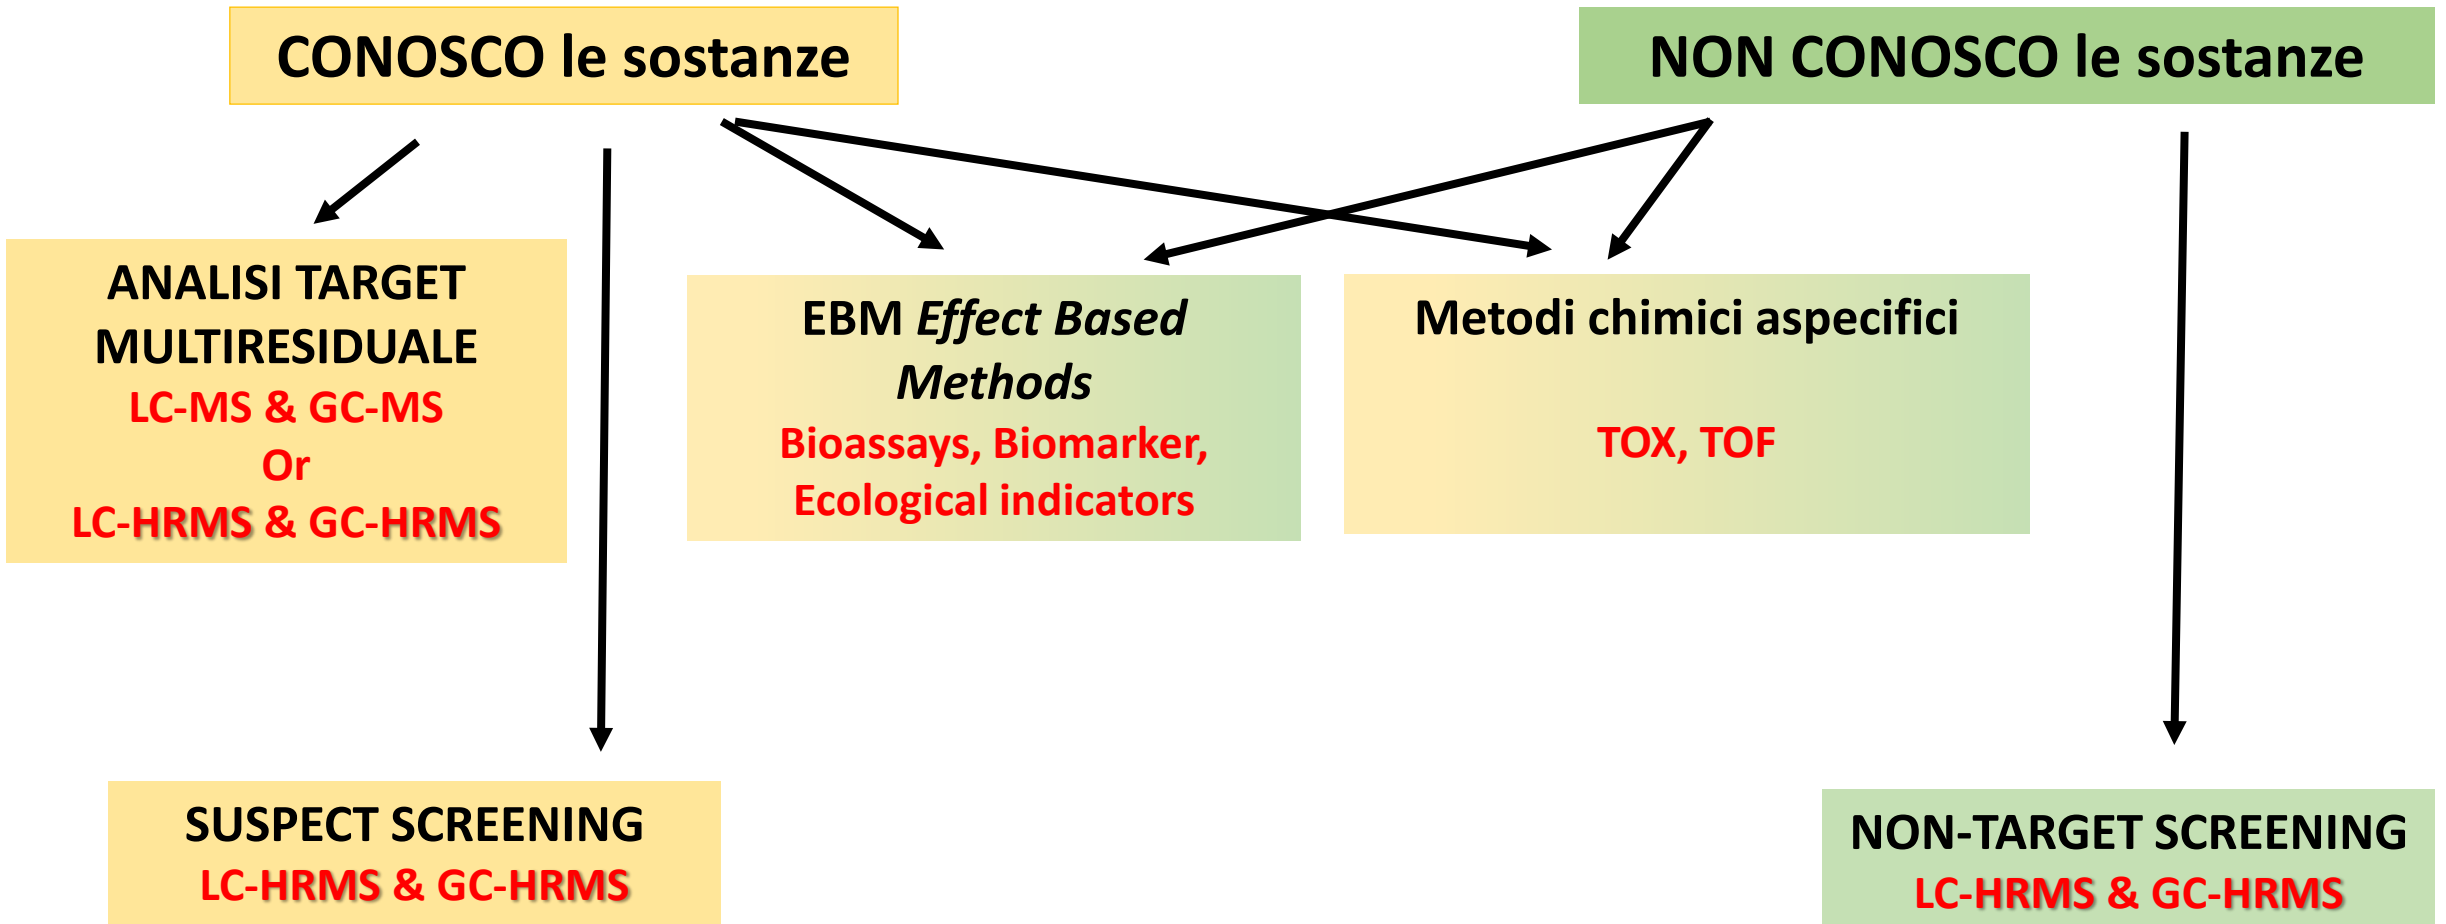 CONOSCO le sostanze
NON CONOSCO le sostanze
ANALISI TARGET
MULTIRESIDUALE
LC-MS & GC-MS
Or
LC-HRMS & GC-HRMS
EBM Effect Based
Methods
Bioassays, Biomarker,
Ecological indicators
Metodi chimici aspecifici
TOX, TOF
SUSPECT SCREENING
LC-HRMS & GC-HRMS
NON-TARGET SCREENING
LC-HRMS & GC-HRMS